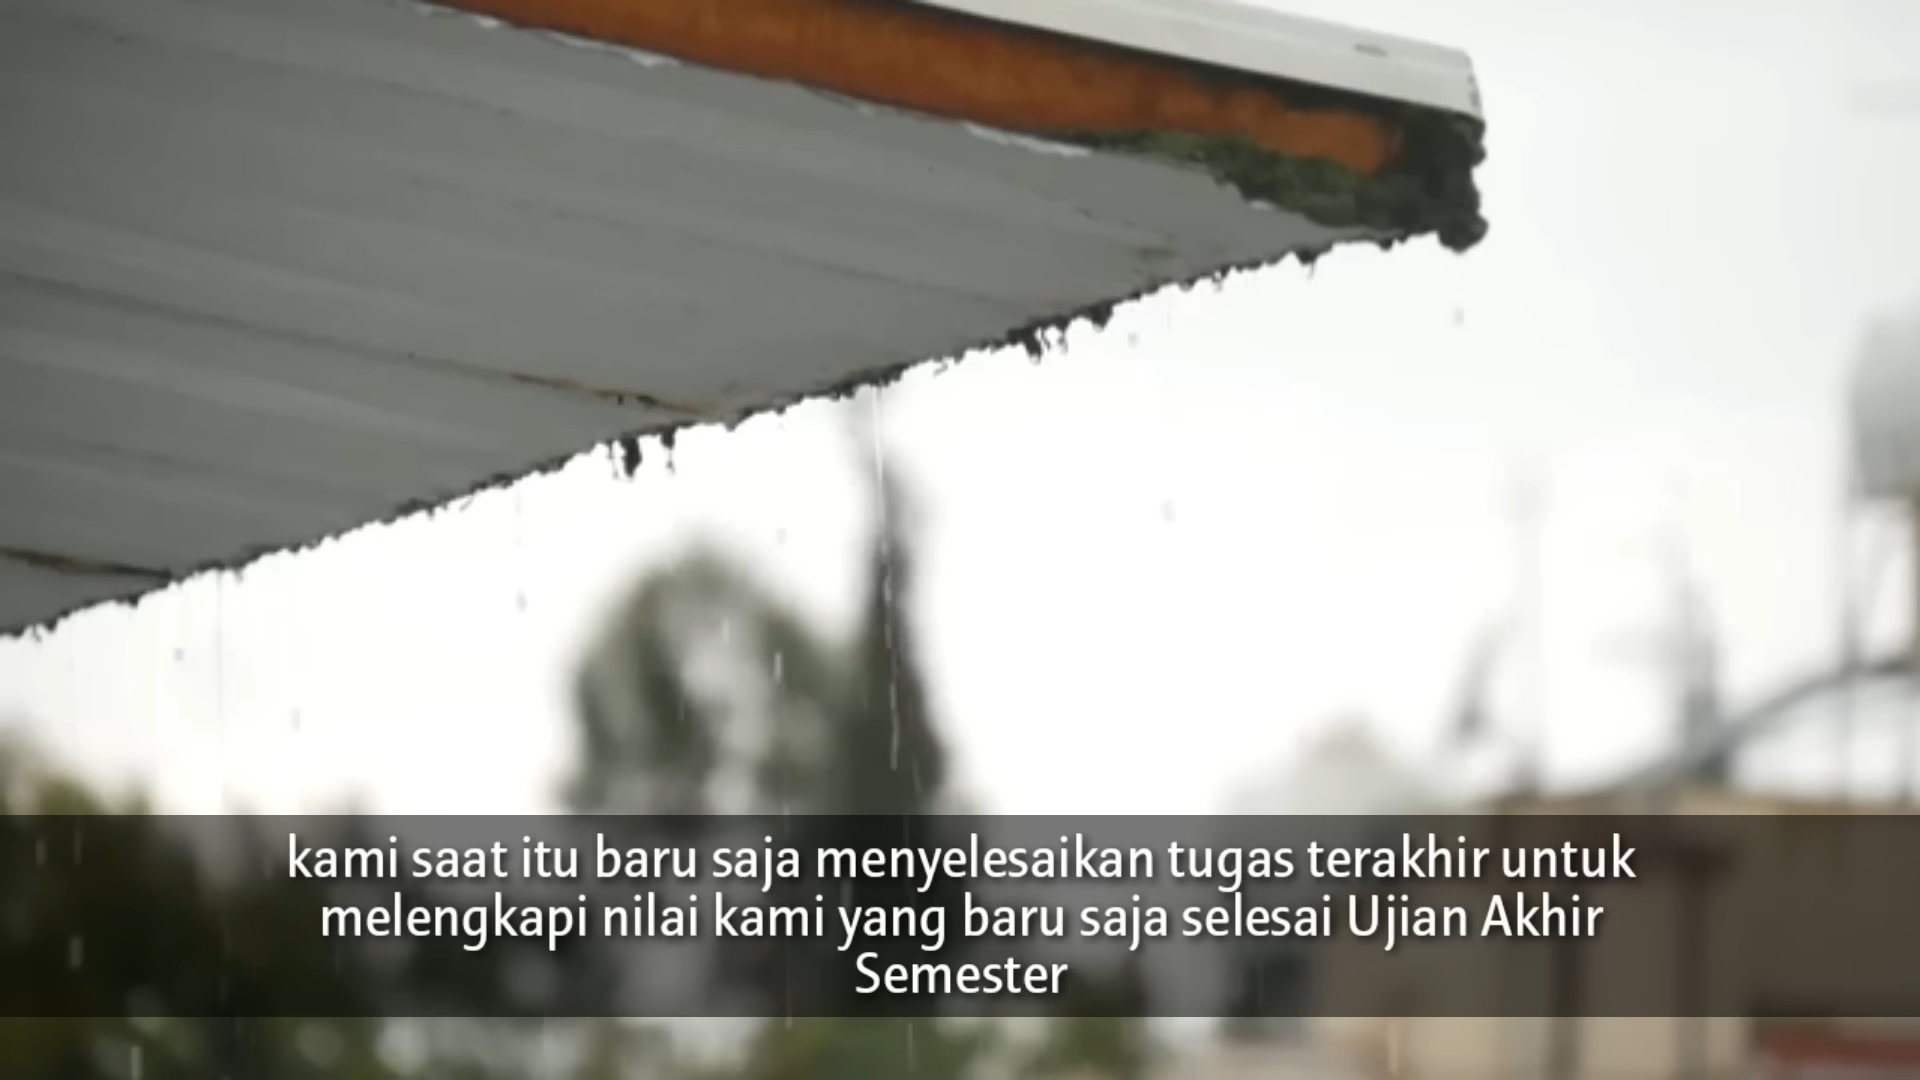 kami saat itu baru saja menyelesaikan tugas terakhir untuk
melengkapi nilai kami yang baru saja selesai Ujian Akhir
Semester